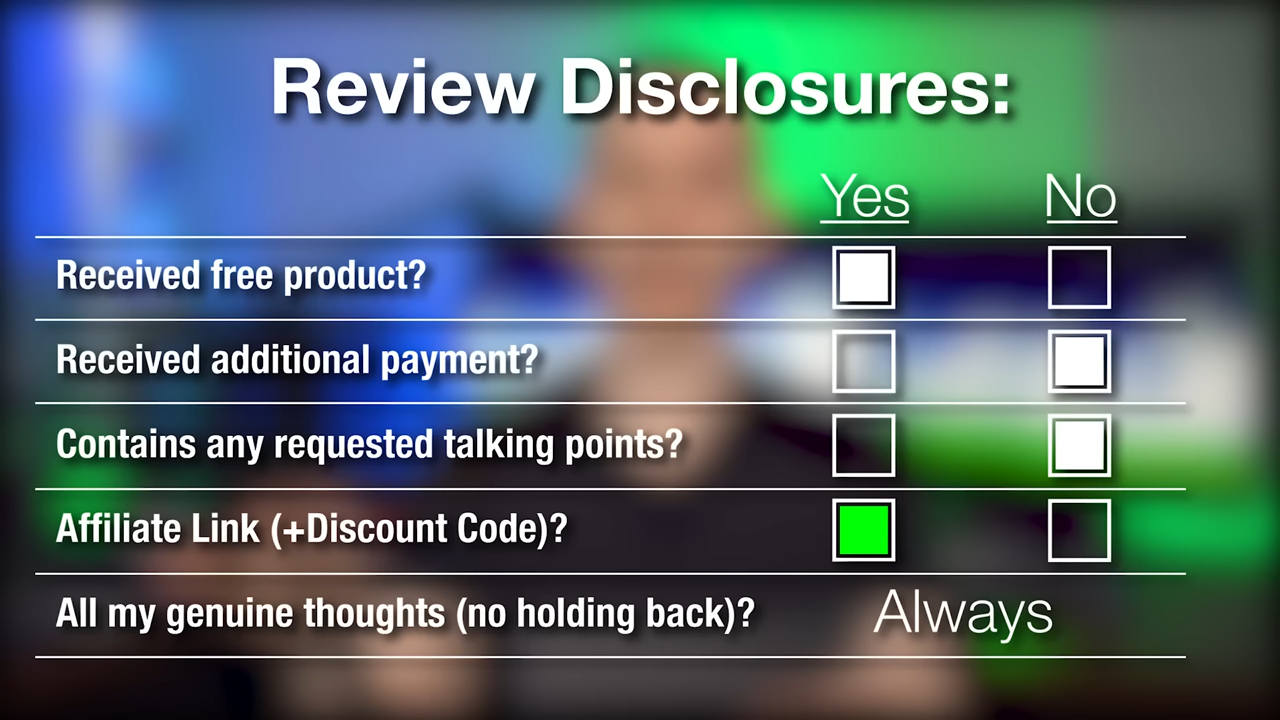 Review Disclosures:
Yes No
Received free product?
Received additional payment?
Contains any requested talking points?
Affiliate Link (+Discount Code)?
All my genuine thoughts (no holding back)? Always